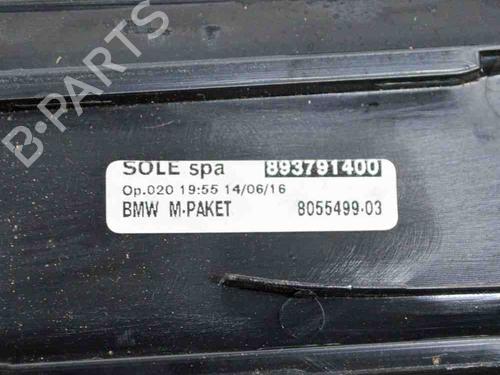 B·PARTS
SOLE spa 893791400
Op.020 19:55 14/06/16
BMW M-PAKET 8055499-03